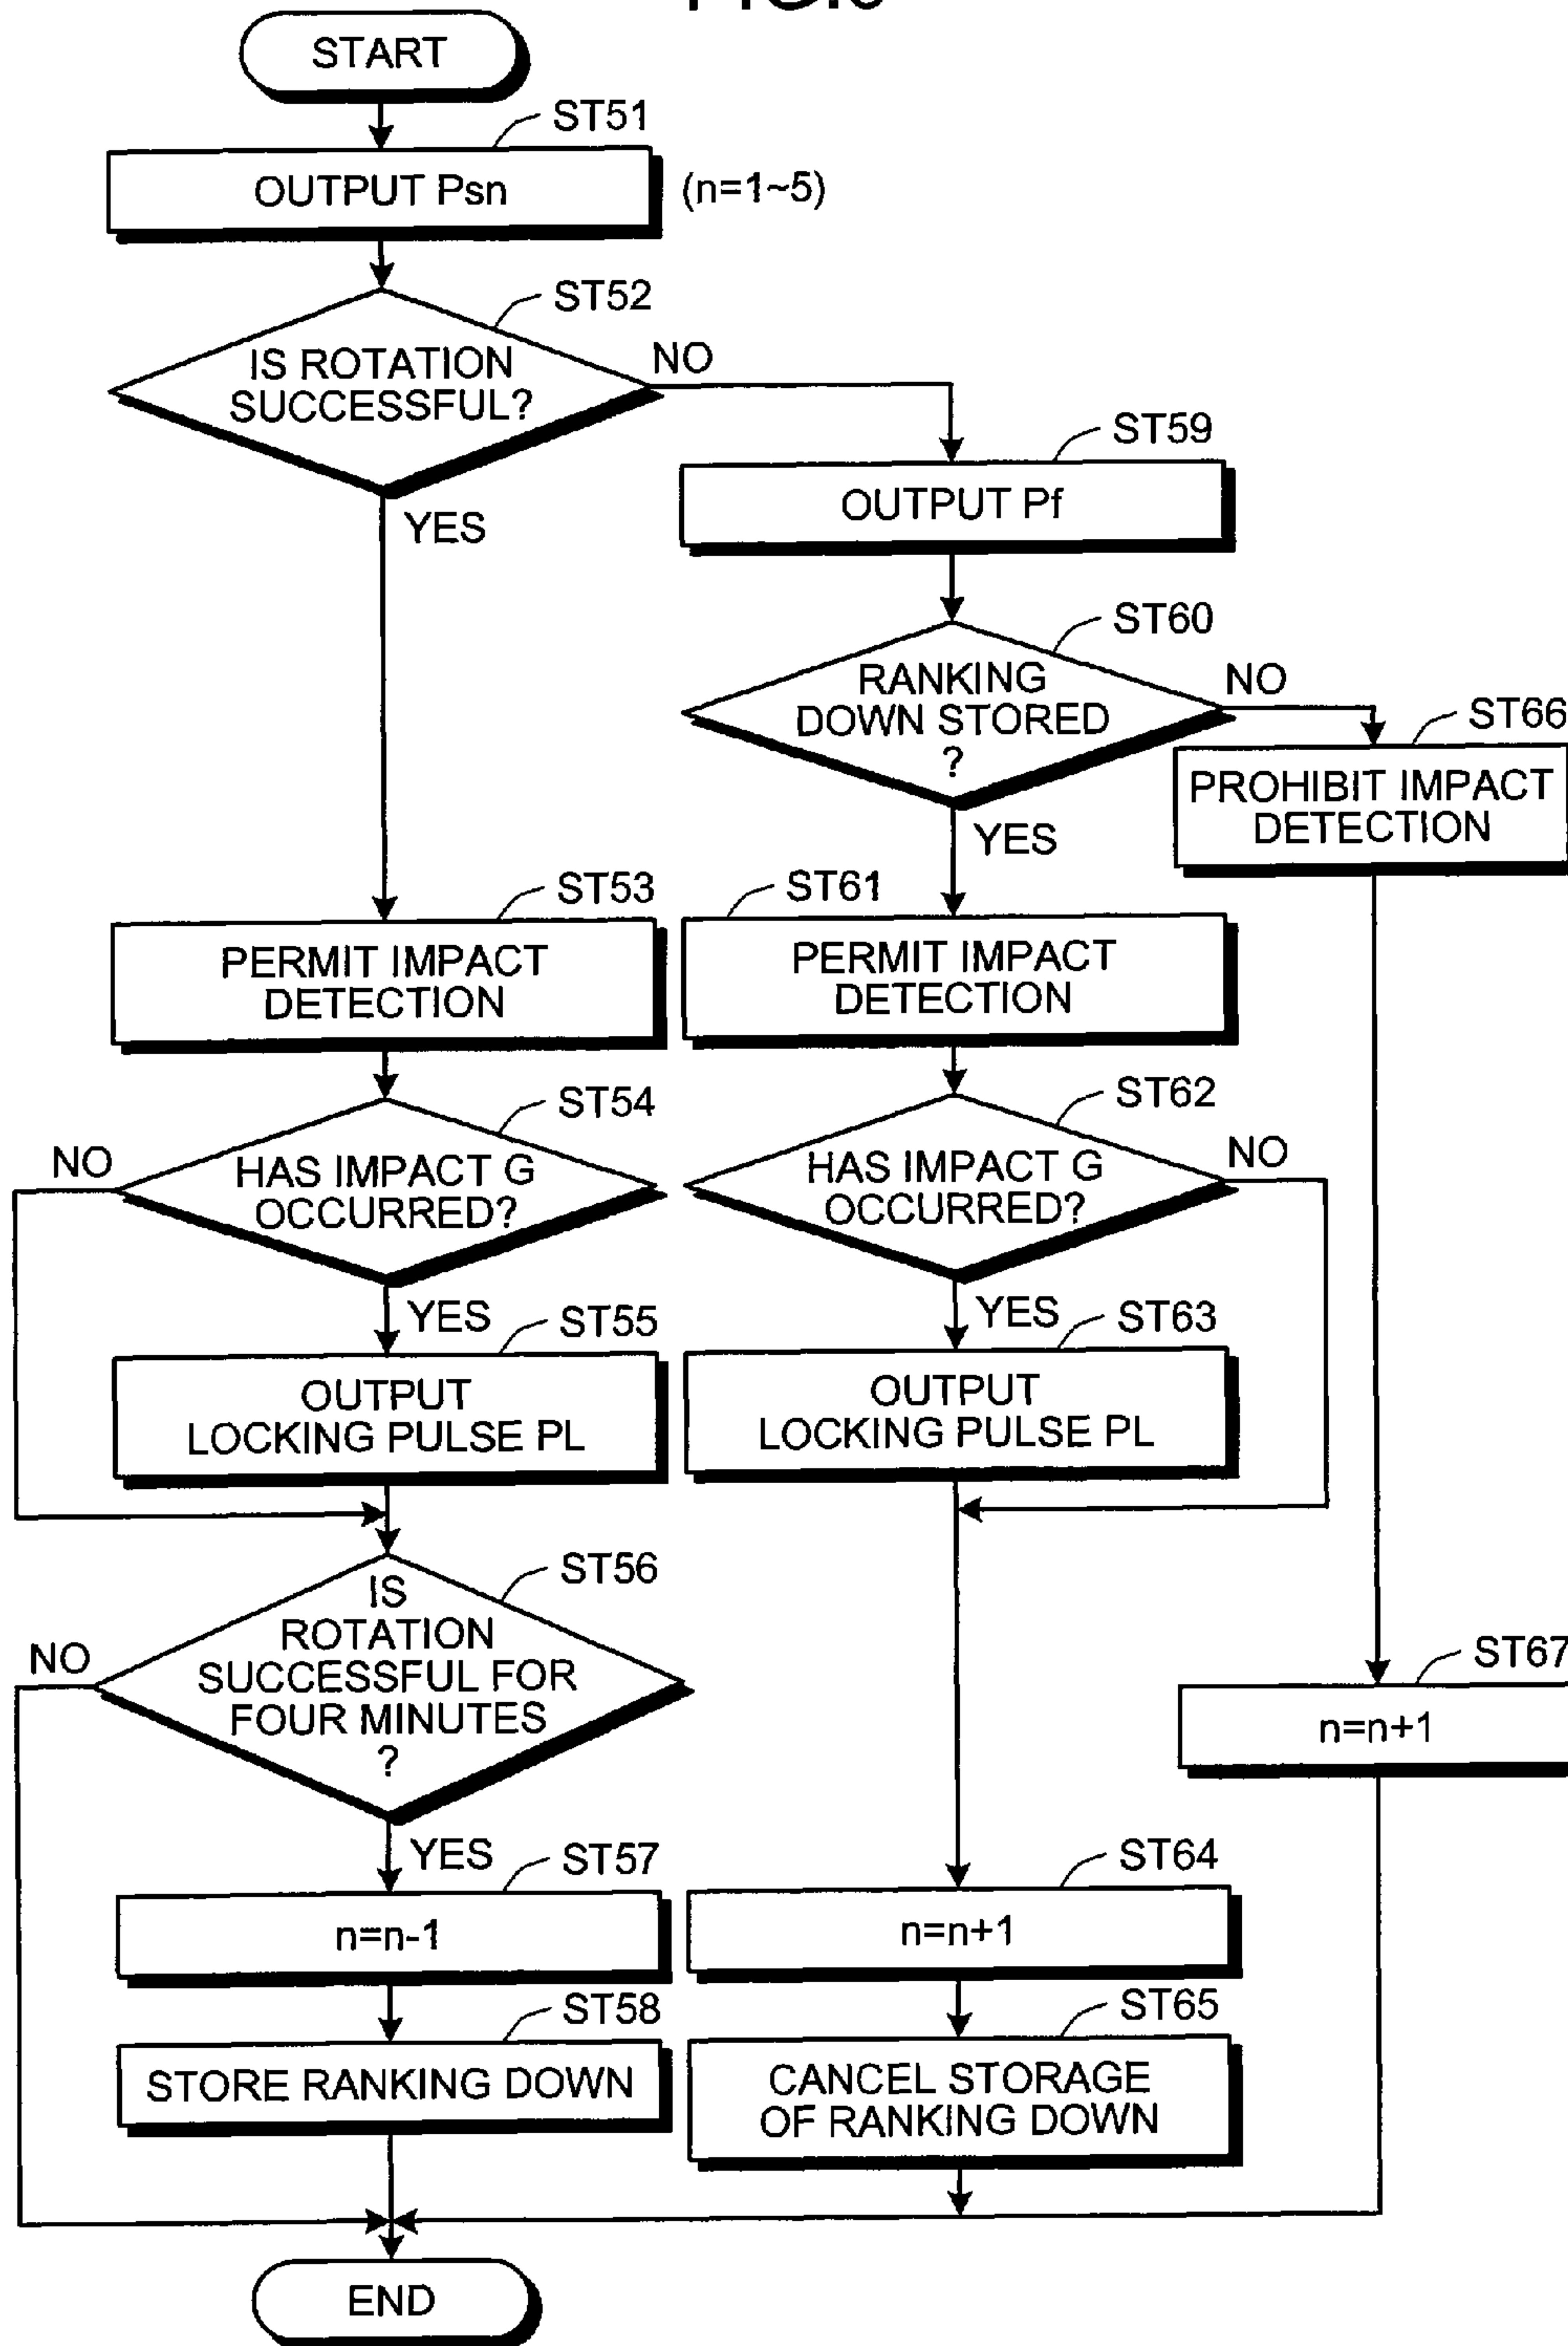 START
ST51
OUTPUT Psn
(n=1~5)
ST52
IS ROTATION
SUCCESSFUL?
NO
YES
ST59
OUTPUT Pf
ST60
RANKING
DOWN STORED
?
NO
YES
ST66
PROHIBIT IMPACT
DETECTION
ST53
PERMIT IMPACT
DETECTION
ST61
PERMIT IMPACT
DETECTION
ST54
NO
HAS IMPACT G
OCCURRED?
YES
ST62
HAS IMPACT G
OCCURRED?
NO
YES
ST55
OUTPUT
LOCKING PULSE PL
ST63
OUTPUT
LOCKING PULSE PL
ST56
IS
ROTATION
SUCCESSFUL FOR
FOUR MINUTES
?
NO
YES
ST67
n=n+1
ST57
n=n-1
ST64
n=n+1
ST58
STORE RANKING DOWN
ST65
CANCEL STORAGE
OF RANKING DOWN
END